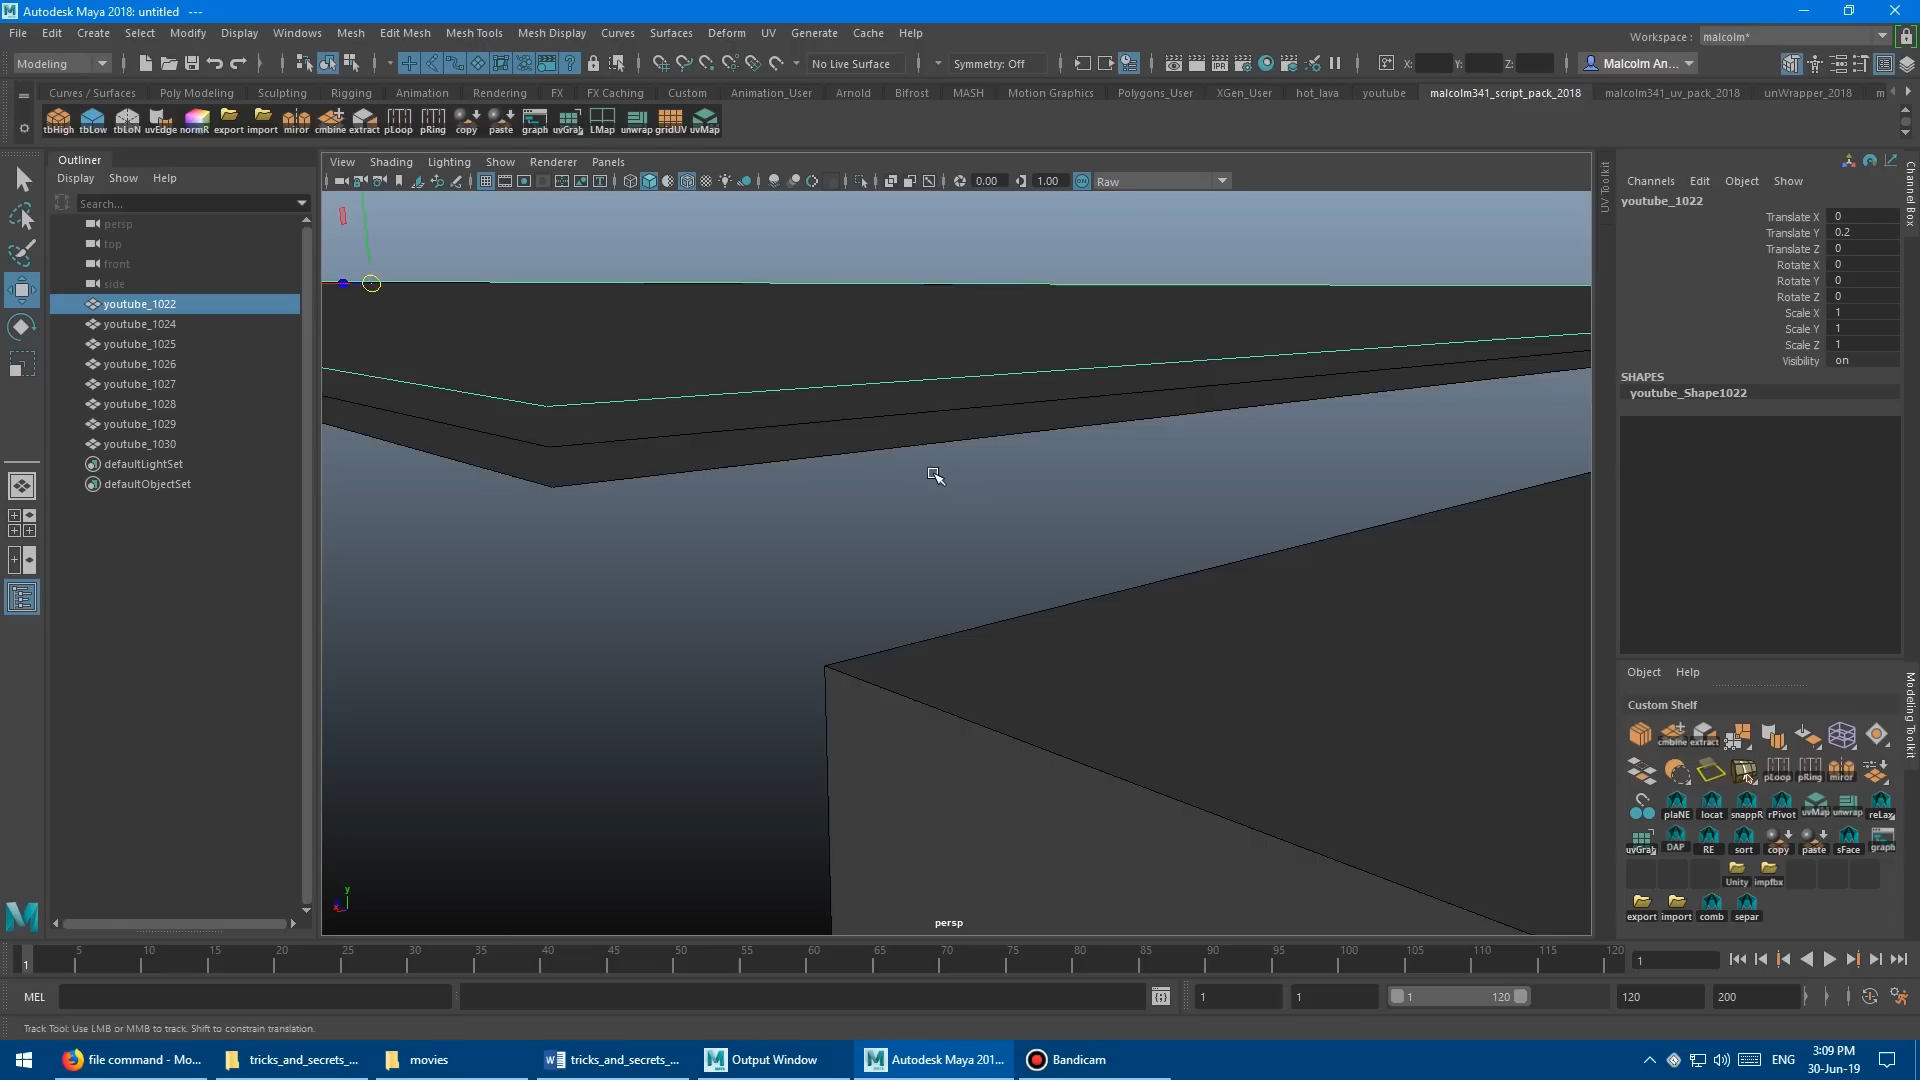 Autodesk Maya 2018: untitled   ---
File Edit Create Select Modify Display Windows Mesh Edit Mesh Mesh Tools Mesh Display Curves Surfaces Deform UV Generate Cache Help
Workspace : malcolm*
Modeling No Live Surface Symmetry: Off IPR X: Y: Z: Malcolm An...
Curves / Surfaces Poly Modeling Sculpting Rigging Animation Rendering FX FX Caching Custom Animation_User Arnold Bifrost MASH Motion Graphics Polygons_User XGen_User hot_lava youtube malcolm341_script_pack_2018 malcolm341_uv_pack_2018 unWrapper_2018 m
tbHigh tbLow tbLoN uvEdge normR export import miror cmbine extract pLoop pRing copy paste graph uvGrab LMap unwrap gridUV uvMap
Outliner
Display Show Help
Search...
persp
top
front
side
youtube_1022
youtube_1024
youtube_1025
youtube_1026
youtube_1027
youtube_1028
youtube_1029
youtube_1030
defaultLightSet
defaultObjectSet
View Shading Lighting Show Renderer Panels
0.00 1.00 ON Raw
y
x
persp
UV Toolkit
Channels Edit Object Show
youtube_1022
Translate X 0
Translate Y 0.2
Translate Z 0
Rotate X 0
Rotate Y 0
Rotate Z 0
Scale X 1
Scale Y 1
Scale Z 1
Visibility on
SHAPES
youtube_Shape1022
Channel Box
Modeling Toolkit
Object Help
Custom Shelf
cmbine extract
pLoop pRing miror
plaNE locat snappR rPivot uvMap unwrap reLax
uvGrab DAP RE sort copy paste sFace graph
Unity impfbx
export import comb separ
1 5 10 15 20 25 30 35 40 45 50 55 60 65 70 75 80 85 90 95 100 105 110 115 120
1
MEL
1 1 1 120 120 200
Track Tool: Use LMB or MMB to track. Shift to constrain translation.
file command - Mo... tricks_and_secrets_... movies tricks_and_secrets_... Output Window Autodesk Maya 201... Bandicam
ENG
3:09 PM
30-Jun-19